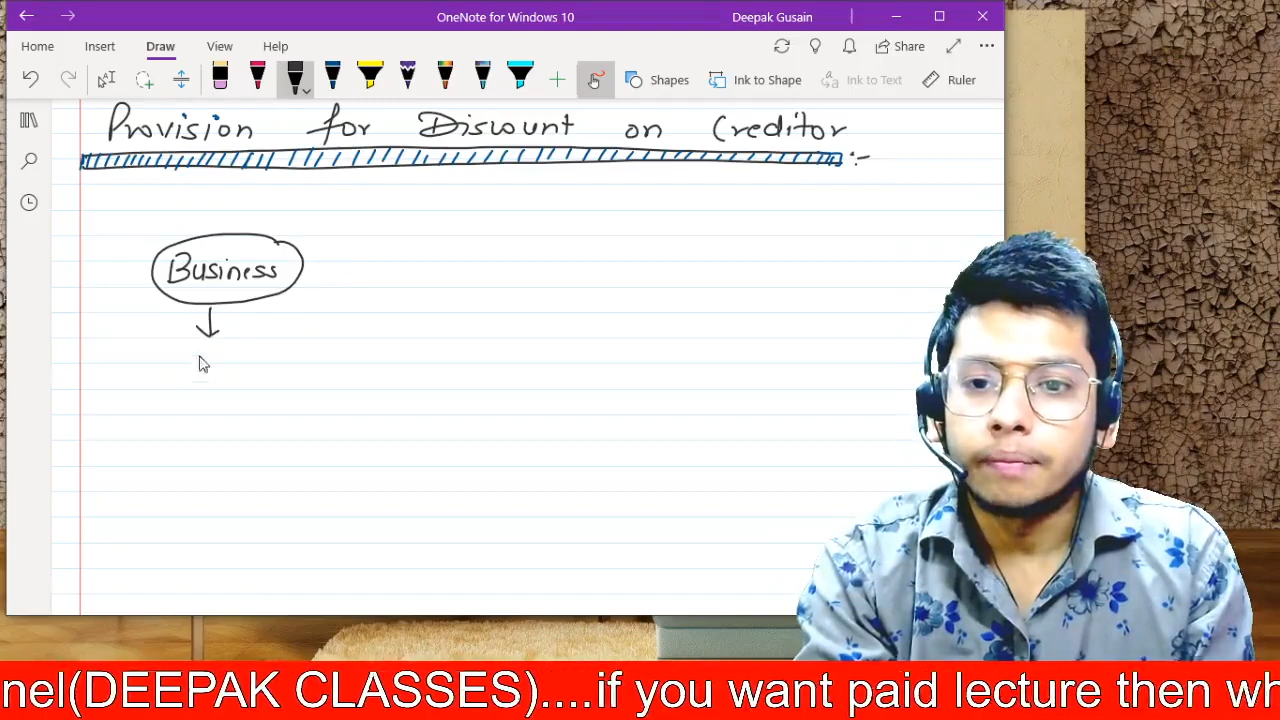 OneNote for Windows 10
Deepak Gusain
Home Insert Draw View Help
Share
Shapes Ink to Shape Ink to Text Ruler
Provision for Discount on Creditor :-
Business
nel(DEEPAK CLASSES)....if you want paid lecture then wh